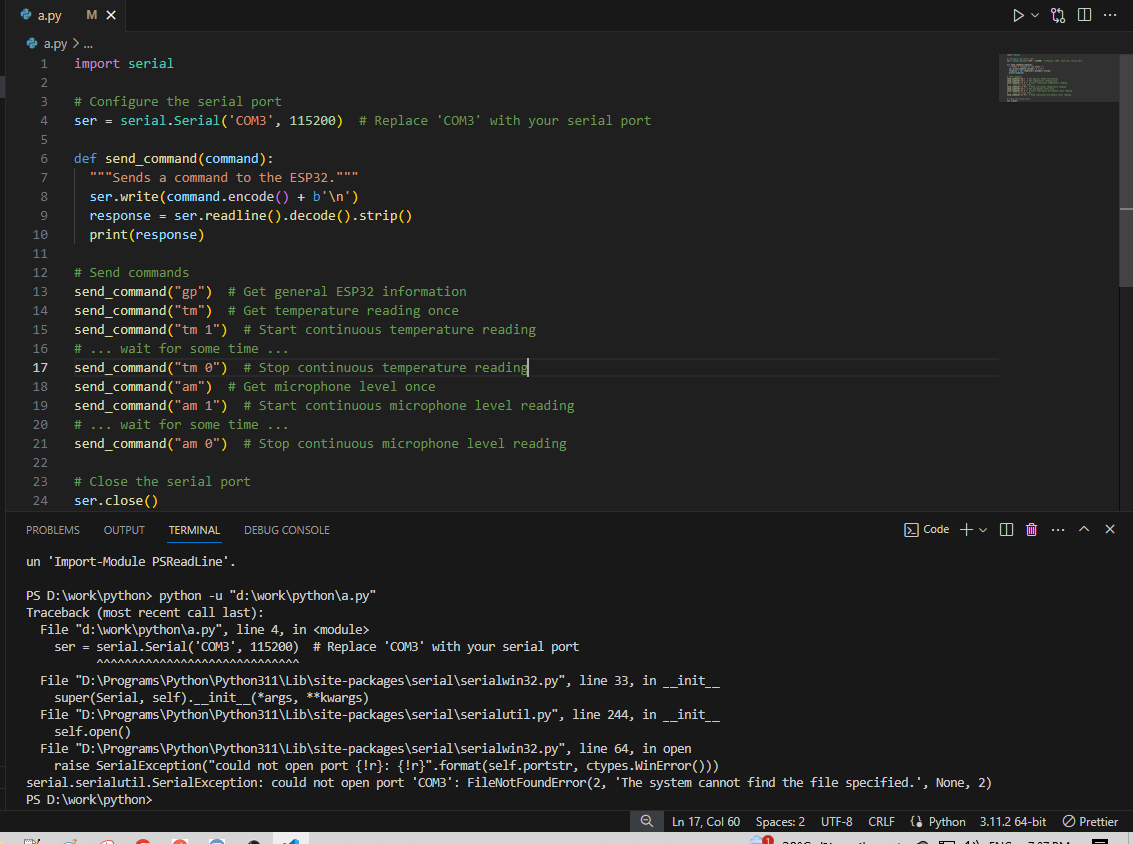 a.py M
a.py > ...
1 import serial
2
3 # Configure the serial port
4 ser = serial.Serial('COM3', 115200)  # Replace 'COM3' with your serial port
5
6 def send_command(command):
7   """Sends a command to the ESP32."""
8   ser.write(command.encode() + b'\n')
9   response = ser.readline().decode().strip()
10   print(response)
11
12 # Send commands
13 send_command("gp")  # Get general ESP32 information
14 send_command("tm")  # Get temperature reading once
15 send_command("tm 1")  # Start continuous temperature reading
16 # ... wait for some time ...
17 send_command("tm 0")  # Stop continuous temperature reading
18 send_command("am")  # Get microphone level once
19 send_command("am 1")  # Start continuous microphone level reading
20 # ... wait for some time ...
21 send_command("am 0")  # Stop continuous microphone level reading
22
23 # Close the serial port
24 ser.close()
PROBLEMS OUTPUT TERMINAL DEBUG CONSOLE Code
un 'Import-Module PSReadLine'.
PS D:\work\python> python -u "d:\work\python\a.py"
Traceback (most recent call last):
  File "d:\work\python\a.py", line 4, in <module>
    ser = serial.Serial('COM3', 115200)  # Replace 'COM3' with your serial port
          ^^^^^^^^^^^^^^^^^^^^^^^^^^^^^
  File "D:\Programs\Python\Python311\Lib\site-packages\serial\serialwin32.py", line 33, in __init__
    super(Serial, self).__init__(*args, **kwargs)
  File "D:\Programs\Python\Python311\Lib\site-packages\serial\serialutil.py", line 244, in __init__
    self.open()
  File "D:\Programs\Python\Python311\Lib\site-packages\serial\serialwin32.py", line 64, in open
    raise SerialException("could not open port {!r}: {!r}".format(self.portstr, ctypes.WinError()))
serial.serialutil.SerialException: could not open port 'COM3': FileNotFoundError(2, 'The system cannot find the file specified.', None, 2)
PS D:\work\python>
Ln 17, Col 60 Spaces: 2 UTF-8 CRLF Python 3.11.2 64-bit Prettier